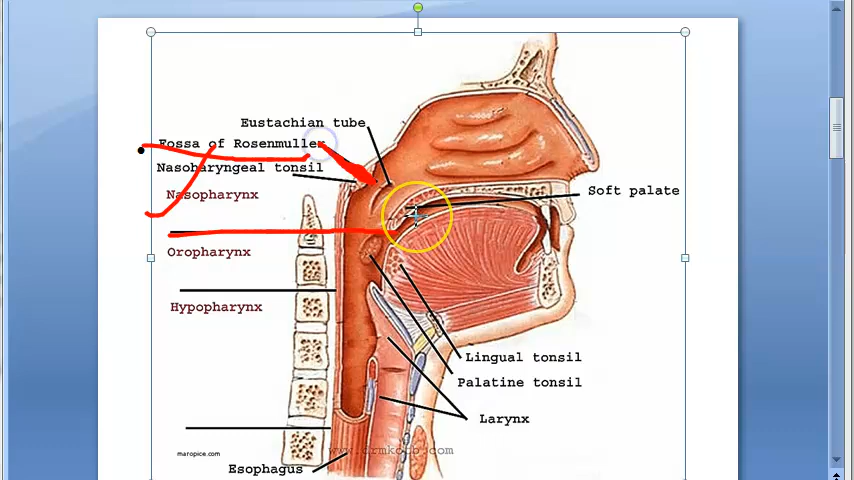 Eustachian tube
Fossa of Rosenmuller
Nasoharyngeal tonsil
Nasopharynx
Soft palate
Oropharynx
Hypopharynx
Lingual tonsil
Palatine tonsil
Larynx
maropice.com
Esophagus